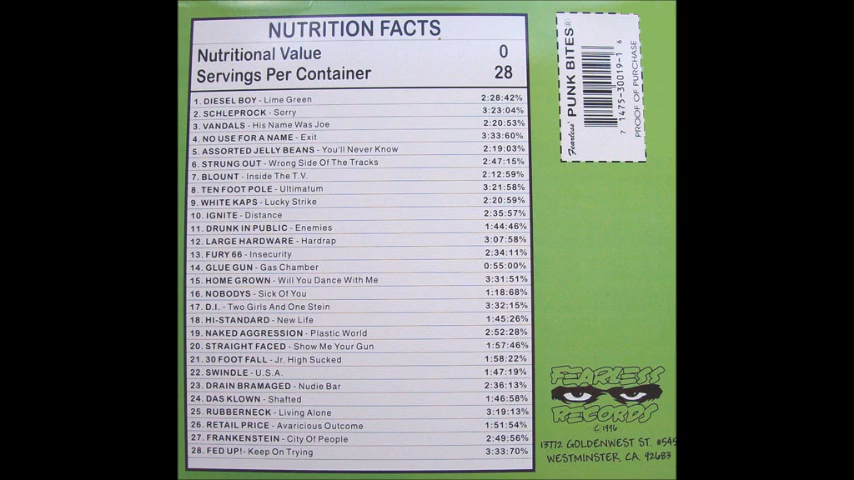 NUTRITION FACTS
Nutritional Value 0
Servings Per Container 28
1. DIESEL BOY - Lime Green 2:28:42%
2. SCHLEPROCK - Sorry 3:23:04%
3. VANDALS - His Name Was Joe 2:20:53%
4. NO USE FOR A NAME - Exit 3:33:60%
5. ASSORTED JELLY BEANS - You'll Never Know 2:19:03%
6. STRUNG OUT - Wrong Side Of The Tracks 2:47:15%
7. BLOUNT - Inside The T.V. 2:12:59%
8. TEN FOOT POLE - Ultimatum 3:21:58%
9. WHITE KAPS - Lucky Strike 2:20:59%
10. IGNITE - Distance 2:35:57%
11. DRUNK IN PUBLIC - Enemies 1:44:46%
12. LARGE HARDWARE - Hardrap 3:07:58%
13. FURY 66 - Insecurity 2:34:11%
14. GLUE GUN - Gas Chamber 0:55:00%
15. HOME GROWN - Will You Dance With Me 3:31:51%
16. NOBODYS - Sick Of You 1:18:68%
17. D.I. - Two Girls And One Stein 3:32:15%
18. HI-STANDARD - New Life 1:45:26%
19. NAKED AGGRESSION - Plastic World 2:52:28%
20. STRAIGHT FACED - Show Me Your Gun 1:57:46%
21. 30 FOOT FALL - Jr. High Sucked 1:58:22%
22. SWINDLE - U.S.A. 1:47:19%
23. DRAIN BRAMAGED - Nudie Bar 2:36:13%
24. DAS KLOWN - Shafted 1:46:58%
25. RUBBERNECK - Living Alone 3:19:13%
26. RETAIL PRICE - Avaricious Outcome 1:51:54%
27. FRANKENSTEIN - City Of People 2:49:56%
28. FED UP! - Keep On Trying 3:33:70%
Fearless' PUNK BITES
7 1475-30019-1 6
PROOF OF PURCHASE
FEARLESS
RECORDS
C 1996
13772 GOLDENWEST ST. #545
WESTMINSTER, CA. 92683